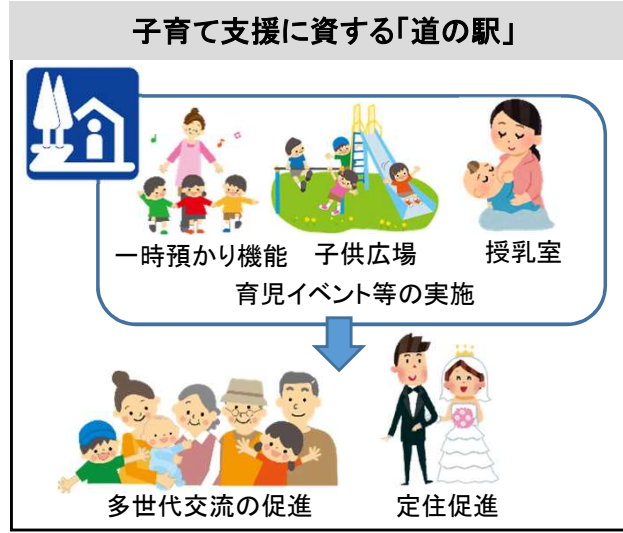 子育て支援に資する「道の駅」
一時預かり機能 子供広場 授乳室
育児イベント等の実施
多世代交流の促進 定住促進